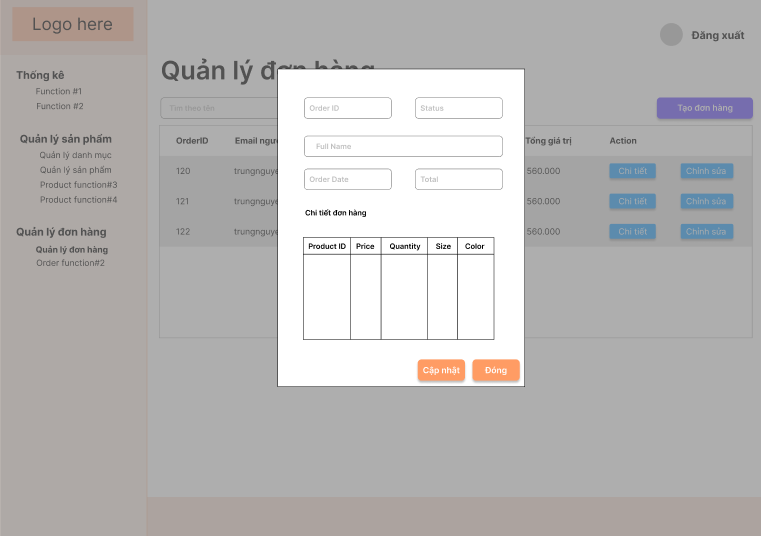 Logo here
Đăng xuất
Thống kê
Function #1
Function #2
Quản lý sản phẩm
Quản lý danh mục
Quản lý sản phẩm
Product function#3
Product function#4
Quản lý đơn hàng
Quản lý đơn hàng
Order function#2
Quản lý đơn hàng
Tìm theo tên
Tạo đơn hàng
OrderID Email ngư Tổng giá trị Action
120 trungnguye 560.000 Chi tiết Chỉnh sửa
121 trungnguye 560.000 Chi tiết Chỉnh sửa
122 trungnguye 560.000 Chi tiết Chỉnh sửa
Order ID Status
Full Name
Order Date Total
Chi tiết đơn hàng
Product ID Price Quantity Size Color
Cập nhật Đóng